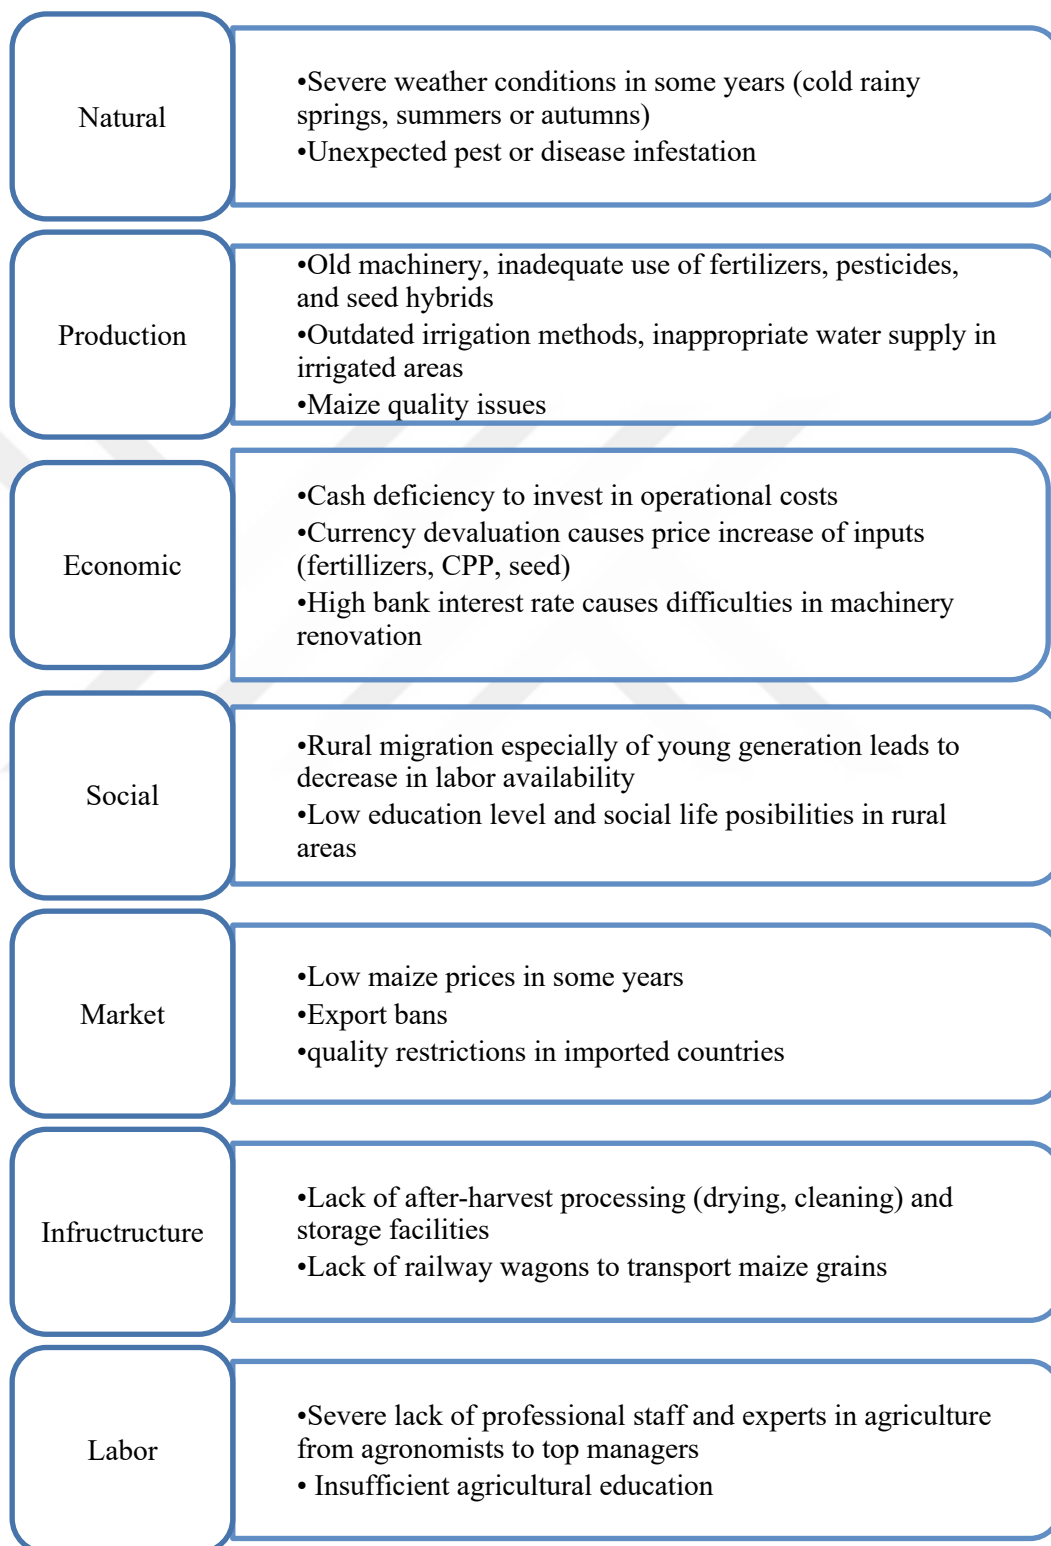 Natural
•Severe weather conditions in some years (cold rainy
springs, summers or autumns)
•Unexpected pest or disease infestation
Production
•Old machinery, inadequate use of fertilizers, pesticides,
and seed hybrids
•Outdated irrigation methods, inappropriate water supply in
irrigated areas
•Maize quality issues
Economic
•Cash deficiency to invest in operational costs
•Currency devaluation causes price increase of inputs
(fertillizers, CPP, seed)
•High bank interest rate causes difficulties in machinery
renovation
Social
•Rural migration especially of young generation leads to
decrease in labor availability
•Low education level and social life posibilities in rural
areas
Market
•Low maize prices in some years
•Export bans
•quality restrictions in imported countries
Infructructure
•Lack of after-harvest processing (drying, cleaning) and
storage facilities
•Lack of railway wagons to transport maize grains
Labor
•Severe lack of professional staff and experts in agriculture
from agronomists to top managers
• Insufficient agricultural education